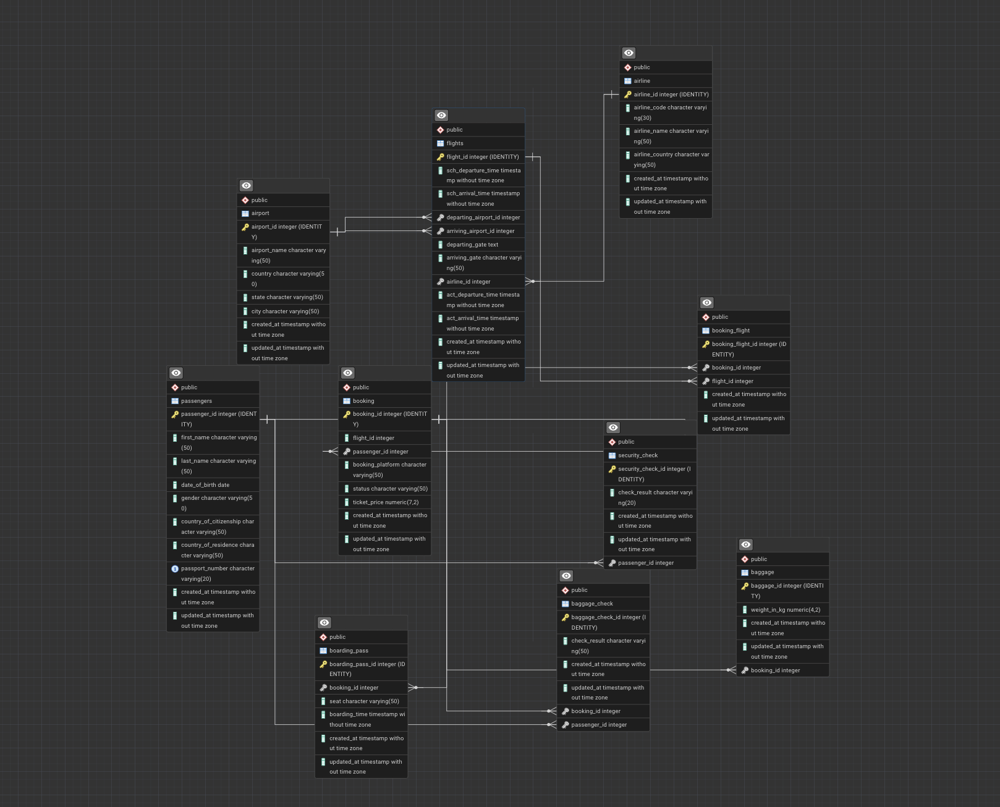 public
airline
airline_id integer (IDENTITY)
airline_code character varyi
ng(30)
airline_name character varyi
ng(50)
airline_country character var
ying(50)
created_at timestamp witho
ut time zone
updated_at timestamp with
out time zone
public
flights
flight_id integer (IDENTITY)
sch_departure_time timesta
mp without time zone
sch_arrival_time timestamp
without time zone
departing_airport_id integer
arriving_airport_id integer
departing_gate text
arriving_gate character varyi
ng(50)
airline_id integer
act_departure_time timesta
mp without time zone
act_arrival_time timestamp
without time zone
created_at timestamp witho
ut time zone
updated_at timestamp with
out time zone
public
airport
airport_id integer (IDENTIT
Y)
airport_name character vary
ing(50)
country character varying(5
0)
state character varying(50)
city character varying(50)
created_at timestamp witho
ut time zone
updated_at timestamp with
out time zone
public
booking_flight
booking_flight_id integer (ID
ENTITY)
booking_id integer
flight_id integer
created_at timestamp witho
ut time zone
updated_at timestamp with
out time zone
public
passengers
passenger_id integer (IDENT
ITY)
first_name character varying
(50)
last_name character varying
(50)
date_of_birth date
gender character varying(5
0)
country_of_citizenship char
acter varying(50)
country_of_residence chara
cter varying(50)
passport_number character
varying(20)
created_at timestamp witho
ut time zone
updated_at timestamp with
out time zone
public
booking
booking_id integer (IDENTIT
Y)
flight_id integer
passenger_id integer
booking_platform character
varying(50)
status character varying(50)
ticket_price numeric(7,2)
created_at timestamp witho
ut time zone
updated_at timestamp with
out time zone
public
security_check
security_check_id integer (I
DENTITY)
check_result character varyi
ng(20)
created_at timestamp witho
ut time zone
updated_at timestamp with
out time zone
passenger_id integer
public
baggage
baggage_id integer (IDENTI
TY)
weight_in_kg numeric(4,2)
created_at timestamp witho
ut time zone
updated_at timestamp with
out time zone
booking_id integer
public
baggage_check
baggage_check_id integer (I
DENTITY)
check_result character varyi
ng(50)
created_at timestamp witho
ut time zone
updated_at timestamp with
out time zone
booking_id integer
passenger_id integer
public
boarding_pass
boarding_pass_id integer (ID
ENTITY)
booking_id integer
seat character varying(50)
boarding_time timestamp wi
thout time zone
created_at timestamp witho
ut time zone
updated_at timestamp with
out time zone